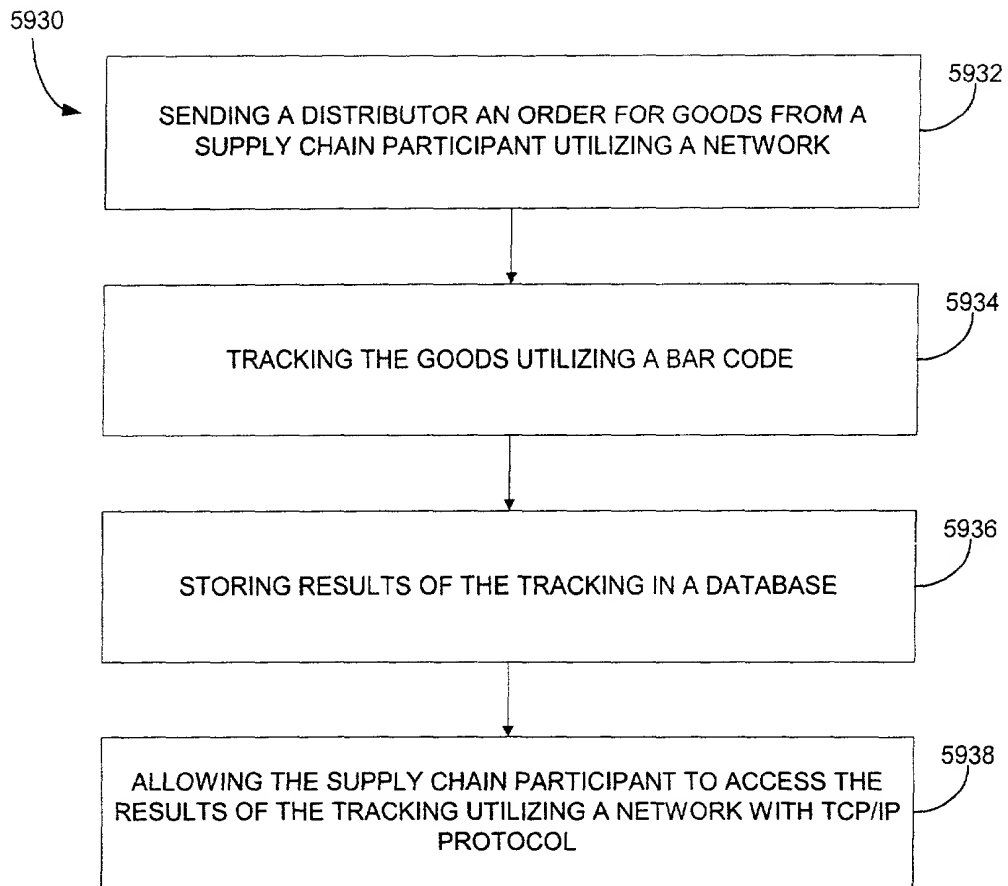 5930
5932
SENDING A DISTRIBUTOR AN ORDER FOR GOODS FROM A
SUPPLY CHAIN PARTICIPANT UTILIZING A NETWORK
5934
TRACKING THE GOODS UTILIZING A BAR CODE
5936
STORING RESULTS OF THE TRACKING IN A DATABASE
5938
ALLOWING THE SUPPLY CHAIN PARTICIPANT TO ACCESS THE
RESULTS OF THE TRACKING UTILIZING A NETWORK WITH TCP/IP
PROTOCOL